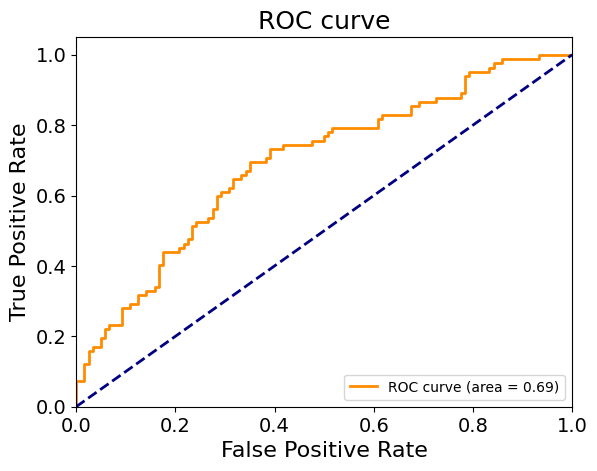 ROC curve
True Positive Rate
1.0
0.8
0.6
0.4
0.2
0.0
ROC curve (area = 0.69)
0.0 0.2 0.4 0.6 0.8 1.0
False Positive Rate